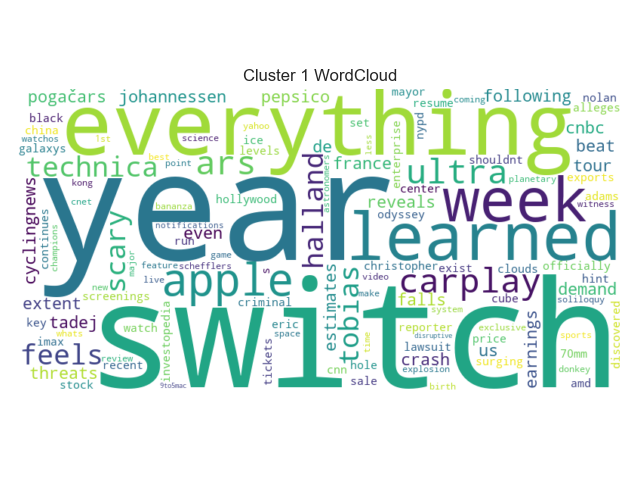 Cluster 1 WordCloud
pogačars johannessen pepsico mayor resume coming following nolan
black everything set nypd cnbc alleges
china yahoo science ice levels de less enterprise beat
watchos lst galaxys technica best point ars astronomers france shouldnt tour
kong year halland ultra center planetary exports
cyclingnews cnet bananza hollywood reveals week adams
continues champions scary notifications even odyssey learned witness
run game christopher exist clouds officially
new major feature schefflers s estimates tobias hint
live apple make carplay demand
extent screenings criminal falls system cube soliloquy discovered
key tadej watch investopedia switch eric space time reporter exclusive earnings sports
imax whats tickets disruptive price us 70mm
feels review hole lawsuit crash surging donkey
threats recent cnn explosion amd
stock 9to5mac video sale birth